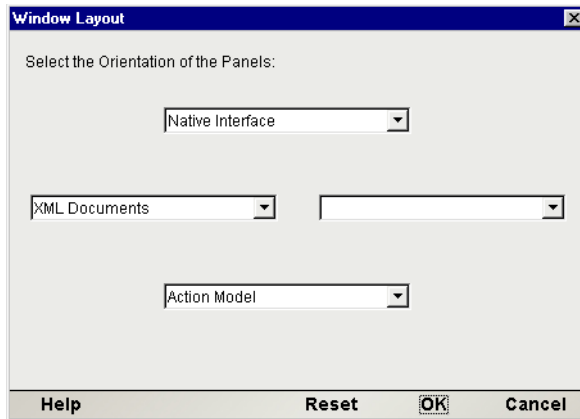 Window Layout
Select the Orientation of the Panels:
Native Interface
XML Documents
Action Model
Help Reset OK Cancel